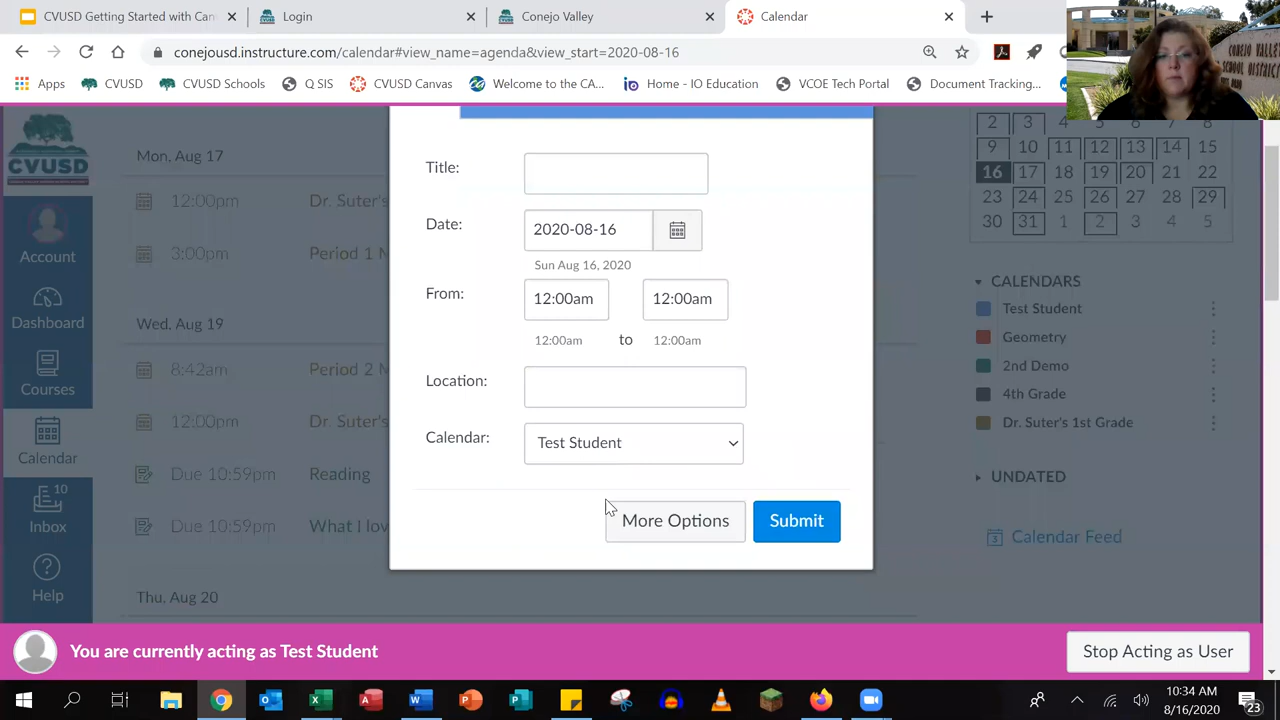 CVUSD Getting Started with Can
Login
Conejo Valley
Calendar
conejousd.instructure.com/calendar#view_name=agenda&view_start=2020-08-16
Apps
CVUSD
CVUSD Schools
Q SIS
CVUSD Canvas
Welcome to the CA...
Home - IO Education
VCOE Tech Portal
Document Tracking...
CVUSD
Account
Dashboard
Courses
Calendar
10
Inbox
Help
Mon, Aug 17
12:00pm Dr. Suter's
3:00pm Period 1 M
Wed, Aug 19
8:42am Period 2 M
12:00pm Dr. Suter's
Due 10:59pm Reading
Due 10:59pm What I lov
Thu, Aug 20
Title:
Date: 2020-08-16
Sun Aug 16, 2020
From: 12:00am 12:00am
12:00am to 12:00am
Location:
Calendar: Test Student
More Options Submit
2 3 4 5 6 7 8
9 10 11 12 13 14 15
16 17 18 19 20 21 22
23 24 25 26 27 28 29
30 31 1 2 3 4 5
CALENDARS
Test Student
Geometry
2nd Demo
4th Grade
Dr. Suter's 1st Grade
UNDATED
3 Calendar Feed
You are currently acting as Test Student
Stop Acting as User
10:34 AM
8/16/2020
23